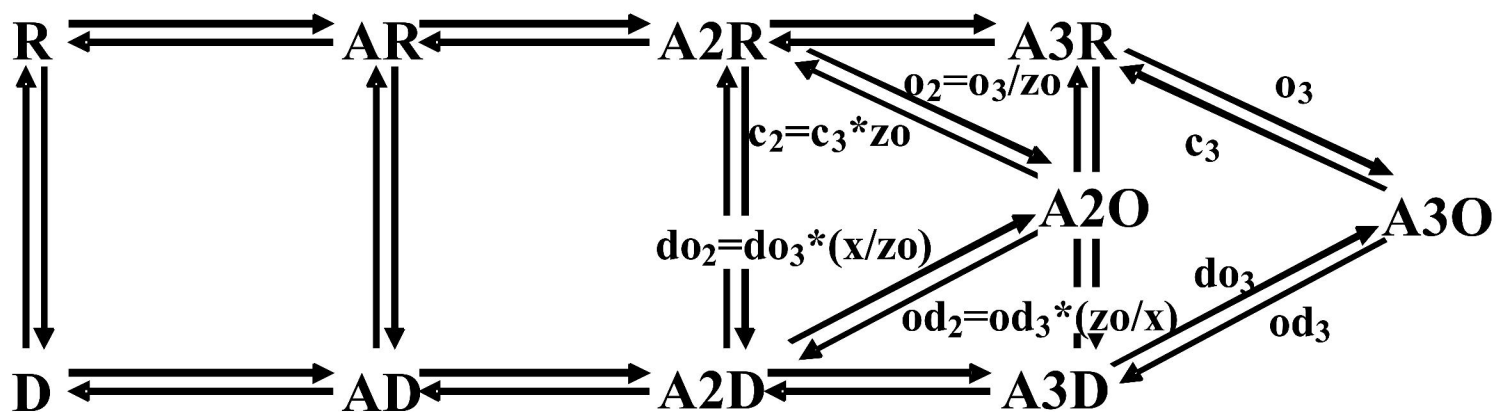 R AR A2R A3R
o₂=o₃/zo
o₃
c₂=c₃*zo
c₃
A2O
A3O
do₂=do₃*(x/zo)
do₃
od₂=od₃*(zo/x)
od₃
D AD A2D A3D